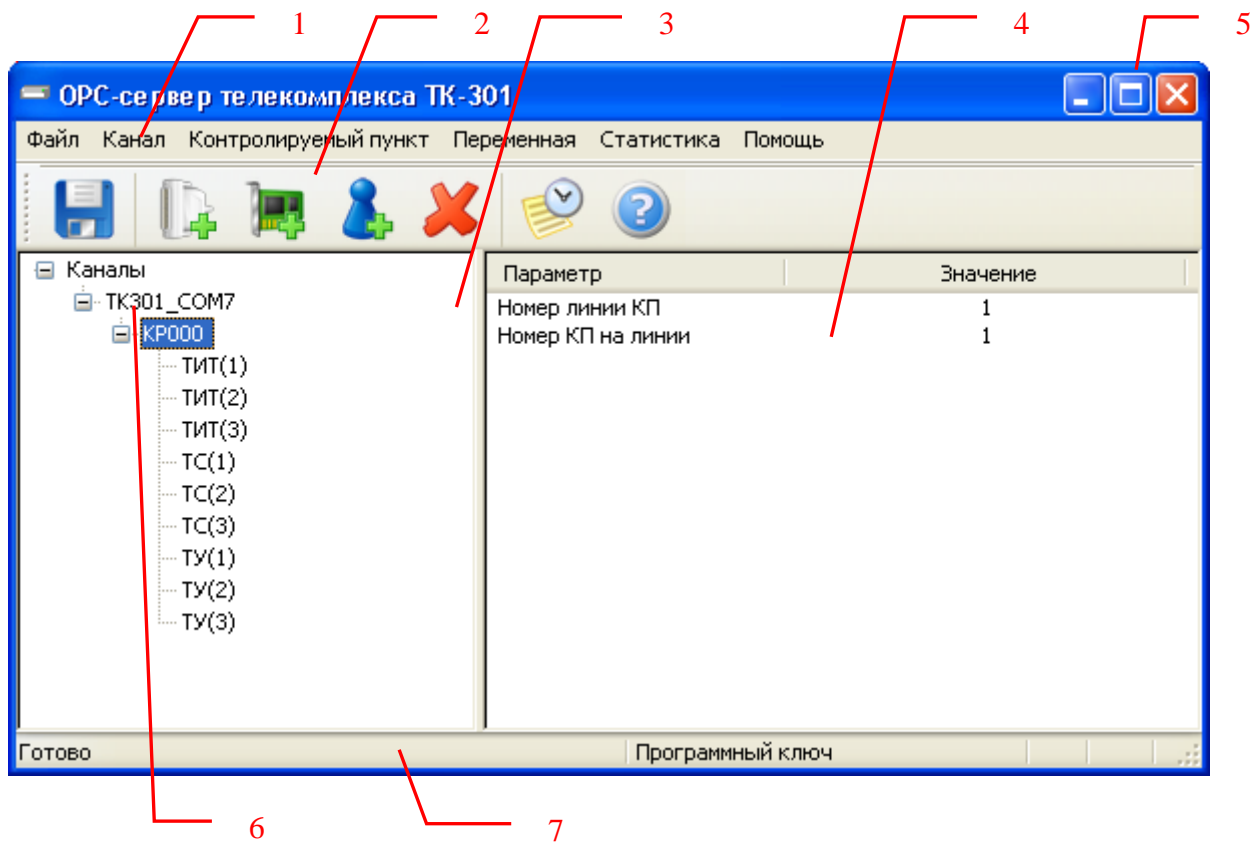 1 2 3 4 5
OPC-сервер телекомплекса ТК-301
Файл Канал Контролируемый пункт Переменная Статистика Помощь
Каналы
TK301_COM7
KP000
ТИТ(1)
ТИТ(2)
ТИТ(3)
ТС(1)
ТС(2)
ТС(3)
ТУ(1)
ТУ(2)
ТУ(3)
Параметр Значение
Номер линии КП 1
Номер КП на линии 1
Готово Программный ключ
6 7